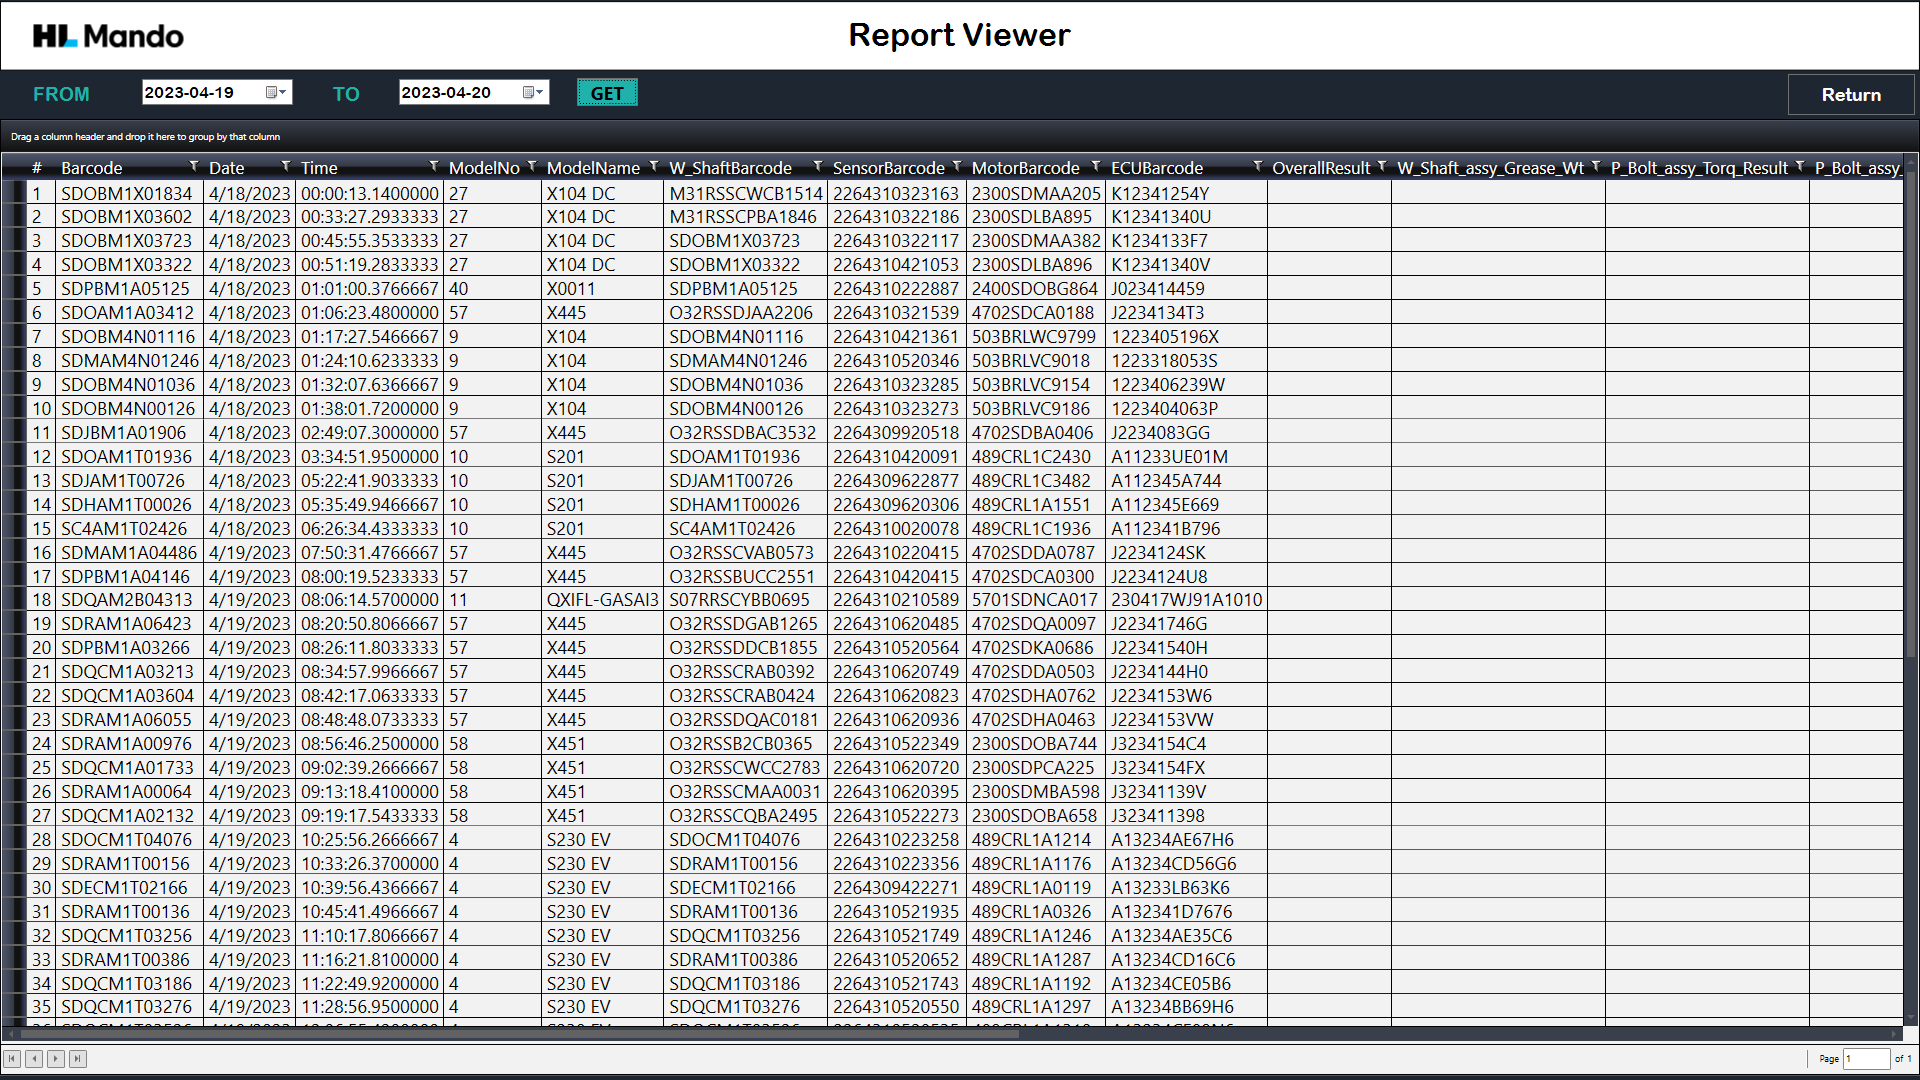 HL Mando
Report Viewer
FROM 2023-04-19 TO 2023-04-20 GET Return
Drag a column header and drop it here to group by that column
# Barcode Date Time ModelNo ModelName W_ShaftBarcode SensorBarcode MotorBarcode ECUBarcode OverallResult W_Shaft_assy_Grease_Wt P_Bolt_assy_Torq_Result P_Bolt_assy_
1 SDOBM1X01834 4/18/2023 00:00:13.1400000 27 X104 DC M31RSSCWCB1514 2264310323163 2300SDMAA205 K12341254Y
2 SDOBM1X03602 4/18/2023 00:33:27.2933333 27 X104 DC M31RSSCPBA1846 2264310322186 2300SDLBA895 K12341340U
3 SDOBM1X03723 4/18/2023 00:45:55.3533333 27 X104 DC SDOBM1X03723 2264310322117 2300SDMAA382 K1234133F7
4 SDOBM1X03322 4/18/2023 00:51:19.2833333 27 X104 DC SDOBM1X03322 2264310421053 2300SDLBA896 K12341340V
5 SDPBM1A05125 4/18/2023 01:01:00.3766667 40 X0011 SDPBM1A05125 2264310222887 2400SDOBG864 J023414459
6 SDOAM1A03412 4/18/2023 01:06:23.4800000 57 X445 O32RSSDJAA2206 2264310321539 4702SDCA0188 J2234134T3
7 SDOBM4N01116 4/18/2023 01:17:27.5466667 9 X104 SDOBM4N01116 2264310421361 503BRLWC9799 1223405196X
8 SDMAM4N01246 4/18/2023 01:24:10.6233333 9 X104 SDMAM4N01246 2264310520346 503BRLVC9018 1223318053S
9 SDOBM4N01036 4/18/2023 01:32:07.6366667 9 X104 SDOBM4N01036 2264310323285 503BRLVC9154 1223406239W
10 SDOBM4N00126 4/18/2023 01:38:01.7200000 9 X104 SDOBM4N00126 2264310323273 503BRLVC9186 1223404063P
11 SDJBM1A01906 4/18/2023 02:49:07.3000000 57 X445 O32RSSDBAC3532 2264309920518 4702SDBA0406 J2234083GG
12 SDOAM1T01936 4/18/2023 03:34:51.9500000 10 S201 SDOAM1T01936 2264310420091 489CRL1C2430 A11233UE01M
13 SDJAM1T00726 4/18/2023 05:22:41.9033333 10 S201 SDJAM1T00726 2264309622877 489CRL1C3482 A112345A744
14 SDHAM1T00026 4/18/2023 05:35:49.9466667 10 S201 SDHAM1T00026 2264309620306 489CRL1A1551 A112345E669
15 SC4AM1T02426 4/18/2023 06:26:34.4333333 10 S201 SC4AM1T02426 2264310020078 489CRL1C1936 A112341B796
16 SDMAM1A04486 4/19/2023 07:50:31.4766667 57 X445 O32RSSCVAB0573 2264310220415 4702SDDA0787 J2234124SK
17 SDPBM1A04146 4/19/2023 08:00:19.5233333 57 X445 O32RSSBUCC2551 2264310420415 4702SDCA0300 J2234124U8
18 SDQAM2B04313 4/19/2023 08:06:14.5700000 11 QXIFL-GASAI3 S07RRSCYBB0695 2264310210589 5701SDNCA017 230417WJ91A1010
19 SDRAM1A06423 4/19/2023 08:20:50.8066667 57 X445 O32RSSDGAB1265 2264310620485 4702SDQA0097 J22341746G
20 SDPBM1A03266 4/19/2023 08:26:11.8033333 57 X445 O32RSSDDCB1855 2264310520564 4702SDKA0686 J22341540H
21 SDQCM1A03213 4/19/2023 08:34:57.9966667 57 X445 O32RSSCRAB0392 2264310620749 4702SDDA0503 J2234144H0
22 SDQCM1A03604 4/19/2023 08:42:17.0633333 57 X445 O32RSSCRAB0424 2264310620823 4702SDHA0762 J2234153W6
23 SDRAM1A06055 4/19/2023 08:48:48.0733333 57 X445 O32RSSDQAC0181 2264310620936 4702SDHA0463 J2234153VW
24 SDRAM1A00976 4/19/2023 08:56:46.2500000 58 X451 O32RSSB2CB0365 2264310522349 2300SDOBA744 J3234154C4
25 SDQCM1A01733 4/19/2023 09:02:39.2666667 58 X451 O32RSSCWCC2783 2264310620720 2300SDPCA225 J3234154FX
26 SDRAM1A00064 4/19/2023 09:13:18.4100000 58 X451 O32RSSCMAA0031 2264310620395 2300SDMBA598 J32341139V
27 SDQCM1A02132 4/19/2023 09:19:17.5433333 58 X451 O32RSSCQBA2495 2264310522273 2300SDOBA658 J323411398
28 SDOCM1T04076 4/19/2023 10:25:56.2666667 4 S230 EV SDOCM1T04076 2264310223258 489CRL1A1214 A13234AE67H6
29 SDRAM1T00156 4/19/2023 10:33:26.3700000 4 S230 EV SDRAM1T00156 2264310223356 489CRL1A1176 A13234CD56G6
30 SDECM1T02166 4/19/2023 10:39:56.4366667 4 S230 EV SDECM1T02166 2264309422271 489CRL1A0119 A13233LB63K6
31 SDRAM1T00136 4/19/2023 10:45:41.4966667 4 S230 EV SDRAM1T00136 2264310521935 489CRL1A0326 A132341D7676
32 SDQCM1T03256 4/19/2023 11:10:17.8066667 4 S230 EV SDQCM1T03256 2264310521749 489CRL1A1246 A13234AE35C6
33 SDRAM1T00386 4/19/2023 11:16:21.8100000 4 S230 EV SDRAM1T00386 2264310520652 489CRL1A1287 A13234CD16C6
34 SDQCM1T03186 4/19/2023 11:22:49.9200000 4 S230 EV SDQCM1T03186 2264310521743 489CRL1A1192 A13234CE05B6
35 SDQCM1T03276 4/19/2023 11:28:56.9500000 4 S230 EV SDQCM1T03276 2264310520550 489CRL1A1297 A13234BB69H6
Page 1 of 1